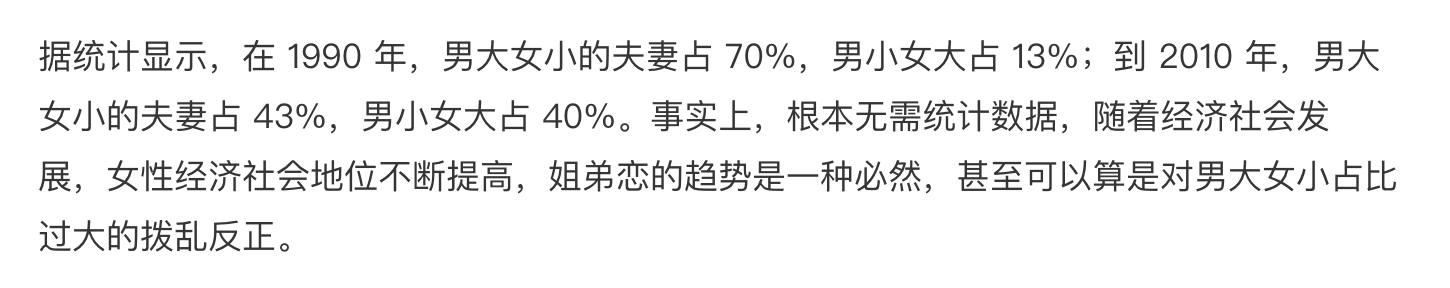 据统计显示，在 1990 年，男大女小的夫妻占 70%，男小女大占 13%；到 2010 年，男大
女小的夫妻占 43%，男小女大占 40%。事实上，根本无需统计数据，随着经济社会发
展，女性经济社会地位不断提高，姐弟恋的趋势是一种必然，甚至可以算是对男大女小占比
过大的拨乱反正。